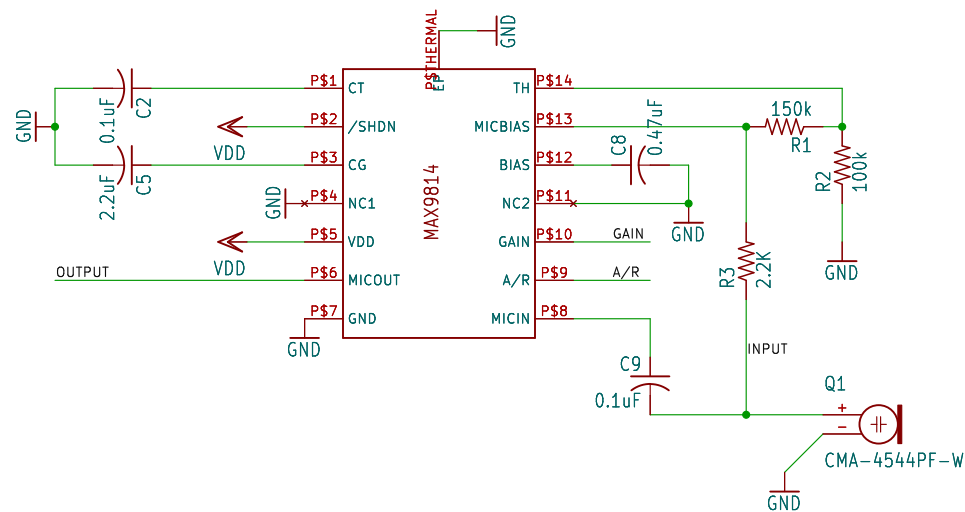 P$THERMAL
EP
GND
P$1
CT
P$2
/SHDN
P$3
CG
P$4
NC1
P$5
VDD
P$6
MICOUT
P$7
GND
MAX9814
P$14
TH
P$13
MICBIAS
P$12
BIAS
P$11
NC2
P$10
GAIN
P$9
A/R
P$8
MICIN
GND
0.1uF
C2
2.2uF
C5
VDD
GND
VDD
OUTPUT
GND
C8
0.47uF
GND
GAIN
A/R
150k
R1
R2
100k
GND
R3
2.2K
INPUT
C9
0.1uF
Q1
+
−
CMA-4544PF-W
GND